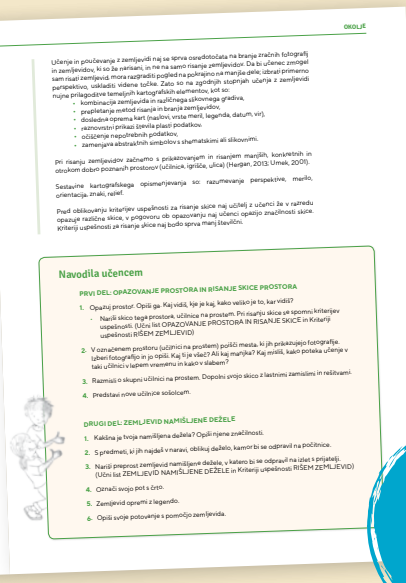 OKOLJE
Učenje in poučevanje z zemljevidi naj se sprva osredotočata na branje zračnih fotografij
in zemljevidov, ki so že narisani, in ne na samo risanje zemljevidov. Da bi učenec zmogel
sam risati zemljevid, mora razgraditi pogled na pokrajino na manjše dele; izbrati primerno
perspektivo, uskladiti videne točke. Zato so na zgodnjih stopnjah učenja z zemljevidi
nujne prilagoditve temeljnih kartografskih elementov, kot so:
• kombinacija zemljevida in različnega slikovnega gradiva,
• prepletanje metod risanja in branja zemljevidov,
• dosledna oprema kart (naslovi, vrste meril, legenda, datum, vir),
• raznovrstni prikazi števila plasti podatkov,
• očiščenje nepotrebnih podatkov,
• zamenjava abstraktnih simbolov s shematskimi ali slikovnimi.
Pri risanju zemljevidov začnemo s prikazovanjem in risanjem manjših, konkretnih in
otrokom dobro poznanih prostorov (učilnice, igrišče, ulica) (Hergan, 2013; Umek, 2001).
Sestavine kartografskega opismenjevanja so: razumevanje perspektive, merilo,
orientacija, znaki, relief.
Pred oblikovanju kriterijev uspešnosti za risanje skice naj učitelj z učenci že v razredu
opazuje različna skice, v pogovoru ob opazovanju naj učenci opazijo značilnosti skice.
Kriteriji uspešnosti za risanje skice naj bodo sprva manj številčni.
Navodila učencem
PRVI DEL: OPAZOVANJE PROSTORA IN RISANJE SKICE PROSTORA
1. Opazuj prostor. Opiši ga. Kaj vidiš, kje je kaj, kako veliko je to, kar vidiš?
- Nariši skico tega prostora, učilnice na prostem. Pri risanju skice se spomni kriterijev
uspešnosti. (Učni list OPAZOVANJE PROSTORA IN RISANJE SKICE in Kriteriji
uspešnosti RIŠEM ZEMLJEVID)
2. V označenem prostoru (učilnici na prostem) poišči mesta, ki jih prikazujejo fotografije.
Izberi fotografijo in jo opiši. Kaj ti je všeč? Ali kaj manjka? Kaj misliš, kako poteka učenje v
taki učilnici v lepem vremenu in kako v slabem?
3. Razmisli o skupni učilnici na prostem. Dopolni svojo skico z lastnimi zamislimi in rešitvami.
4. Predstavi nove učilnice sošolcem.
DRUGI DEL: ZEMLJEVID NAMIŠLJENE DEŽELE
1. Kakšna je tvoja namišljena dežela? Opiši njene značilnosti.
2. S predmeti, ki jih najdeš v naravi, oblikuj deželo, kamor bi se odpravil na počitnice.
3. Nariši preprost zemljevid namišljene dežele, v katero bi se odpravil na izlet s prijatelji.
(Učni list ZEMLJEVID NAMIŠLJENE DEŽELE in Kriteriji uspešnosti RIŠEM ZEMLJEVID)
4. Označi svojo pot s črto.
5. Zemljevid opremi z legendo.
6. Opiši svoje potovanje s pomočjo zemljevida.